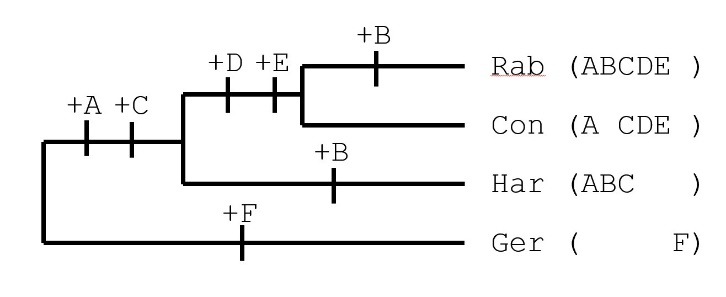 +B
+D +E
Rab (ABCDE )
+A +C
Con (A CDE )
+B
Har (ABC   )
+F
Ger (     F)